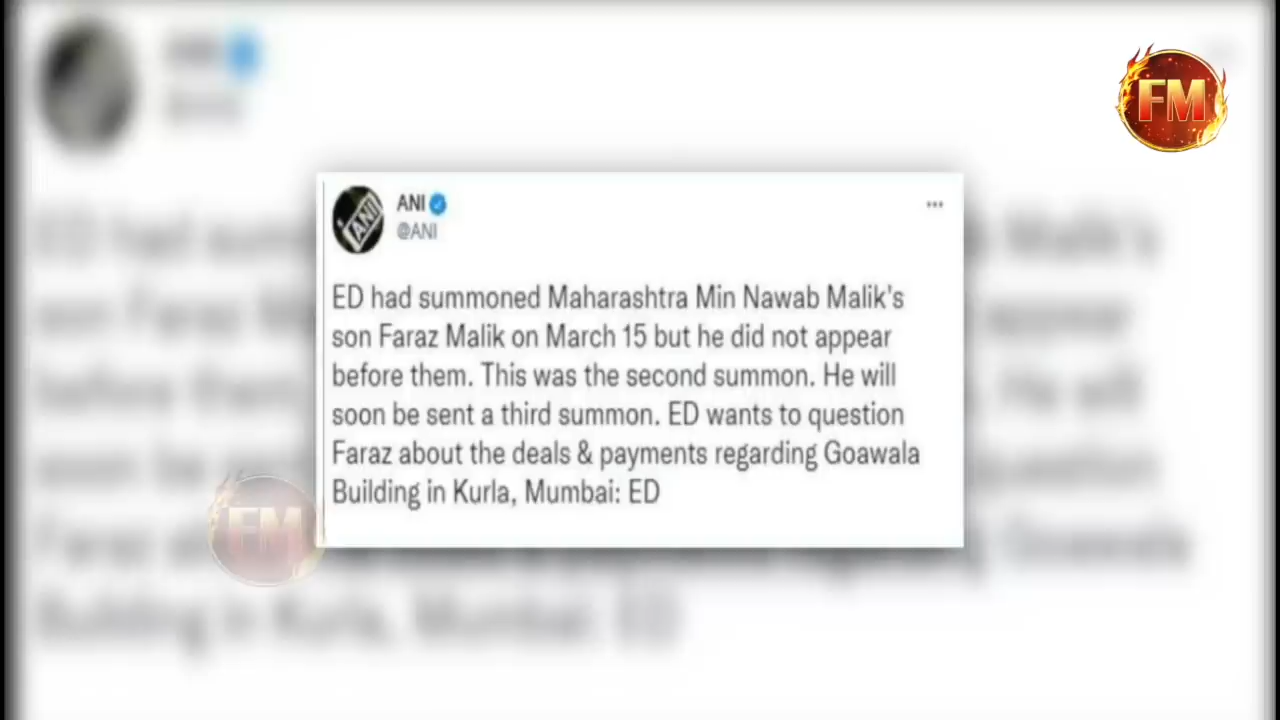 FM
ANI
ANI
@ANI
ED had summoned Maharashtra Min Nawab Malik's
son Faraz Malik on March 15 but he did not appear
before them. This was the second summon. He will
soon be sent a third summon. ED wants to question
Faraz about the deals & payments regarding Goawala
Building in Kurla, Mumbai: ED
FM